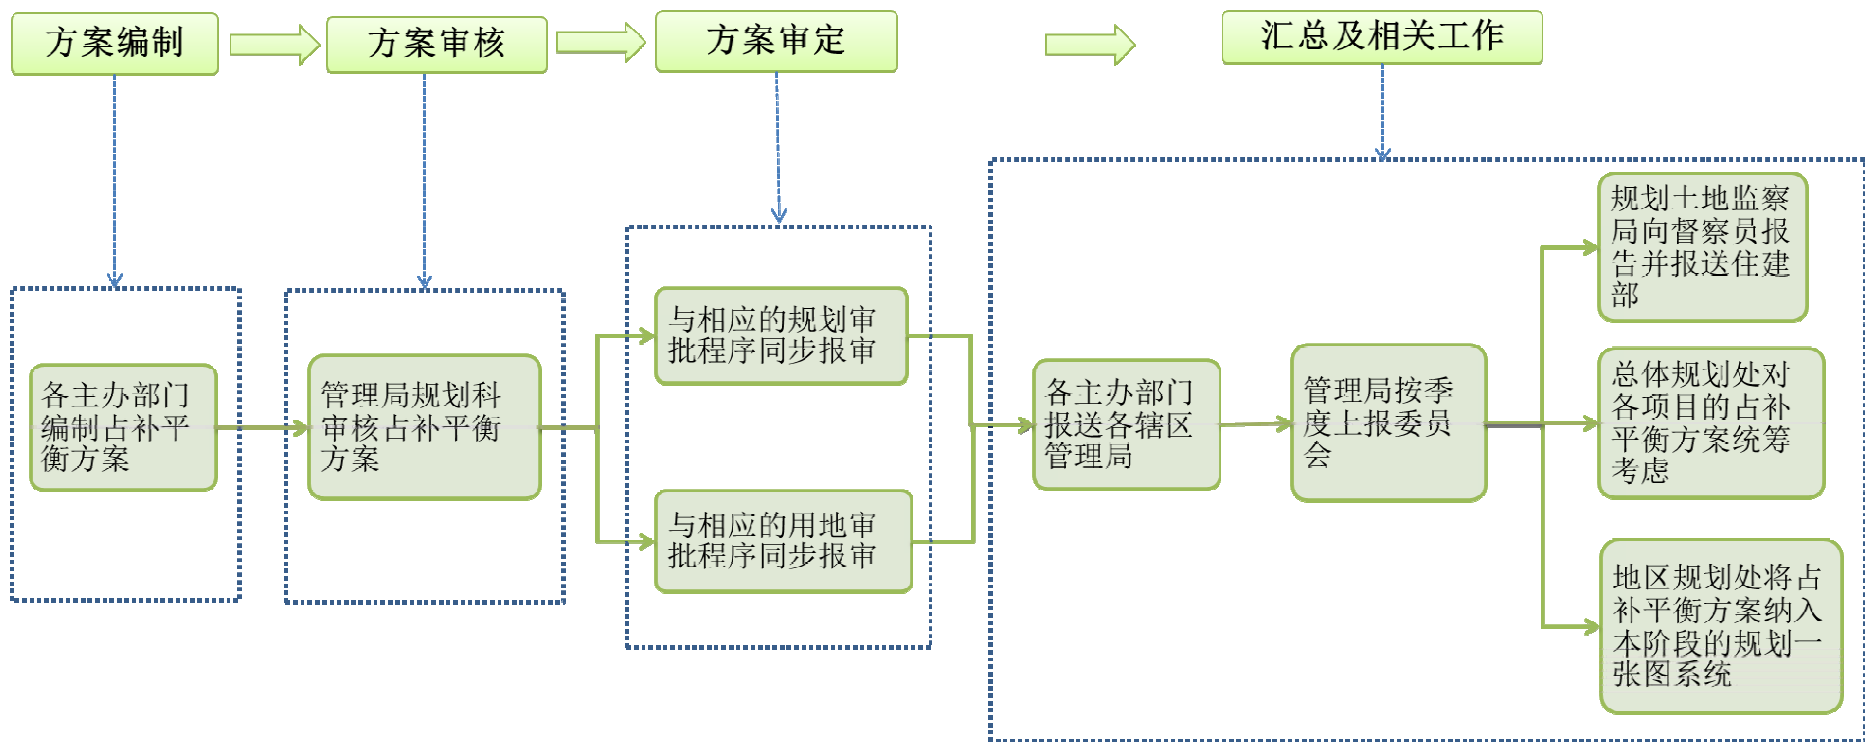 方案编制
方案审核
方案审定
汇总及相关工作
各主办部门
编制占补平
衡方案
管理局规划科
审核占补平衡
方案
与相应的规划审
批程序同步报审
与相应的用地审
批程序同步报审
各主办部门
报送各辖区
管理局
管理局按季
度上报委员
会
规划土地监察
局向督察员报
告并报送住建
部
总体规划处对
各项目的占补
平衡方案统筹
考虑
地区规划处将占
补平衡方案纳入
本阶段的规划一
张图系统